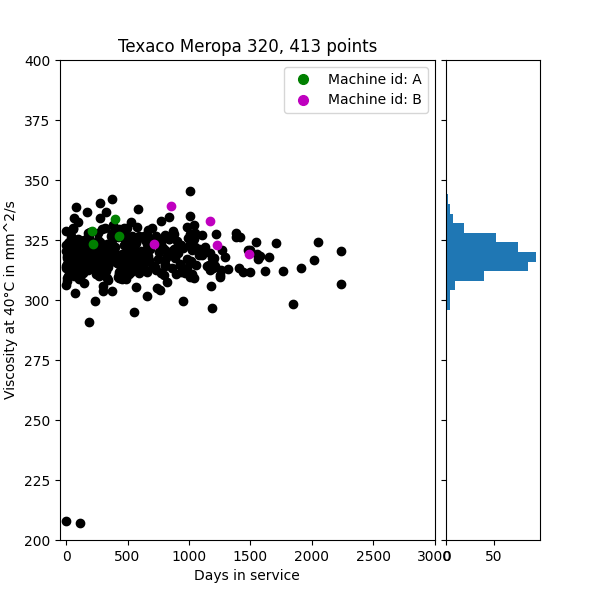 Texaco Meropa 320, 413 points
Machine id: A
Machine id: B
Viscosity at 40°C in mm^2/s
400
375
350
325
300
275
250
225
200
0 500 1000 1500 2000 2500 3000
0 50
Days in service